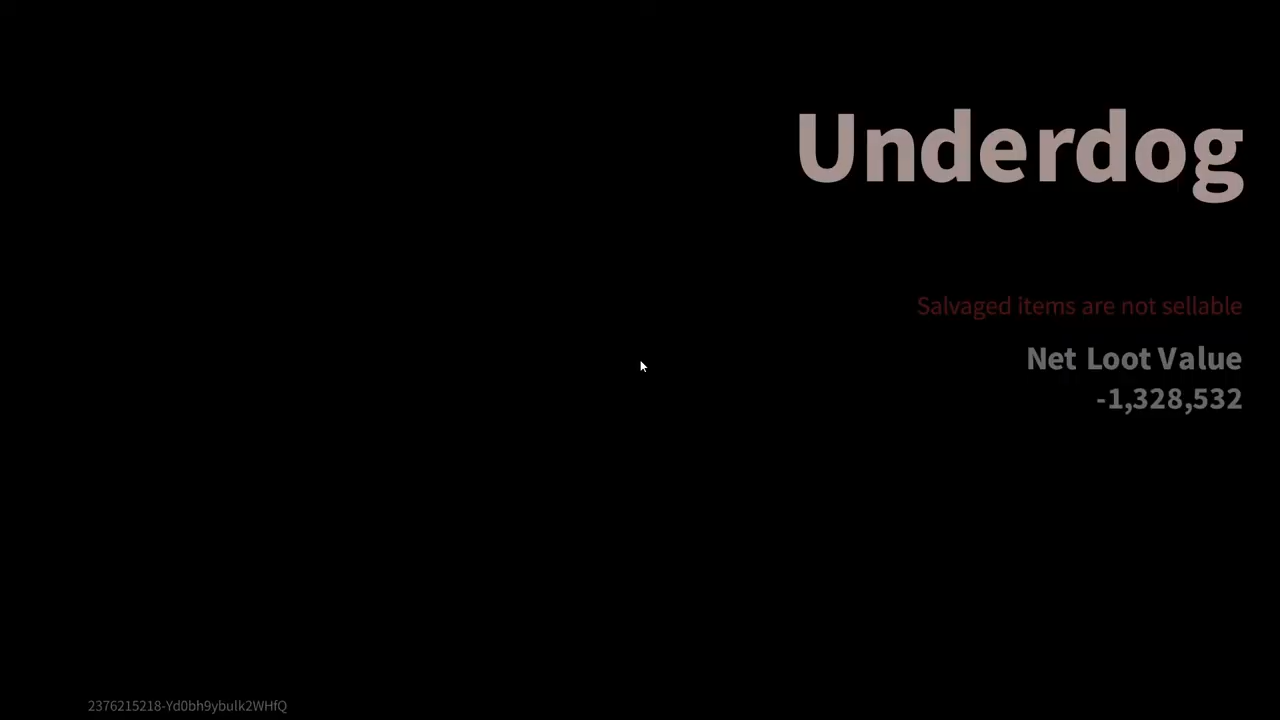 Underdog
Salvaged items are not sellable
Net Loot Value
-1,328,532
2376215218-Yd0bh9ybulk2WHfQ